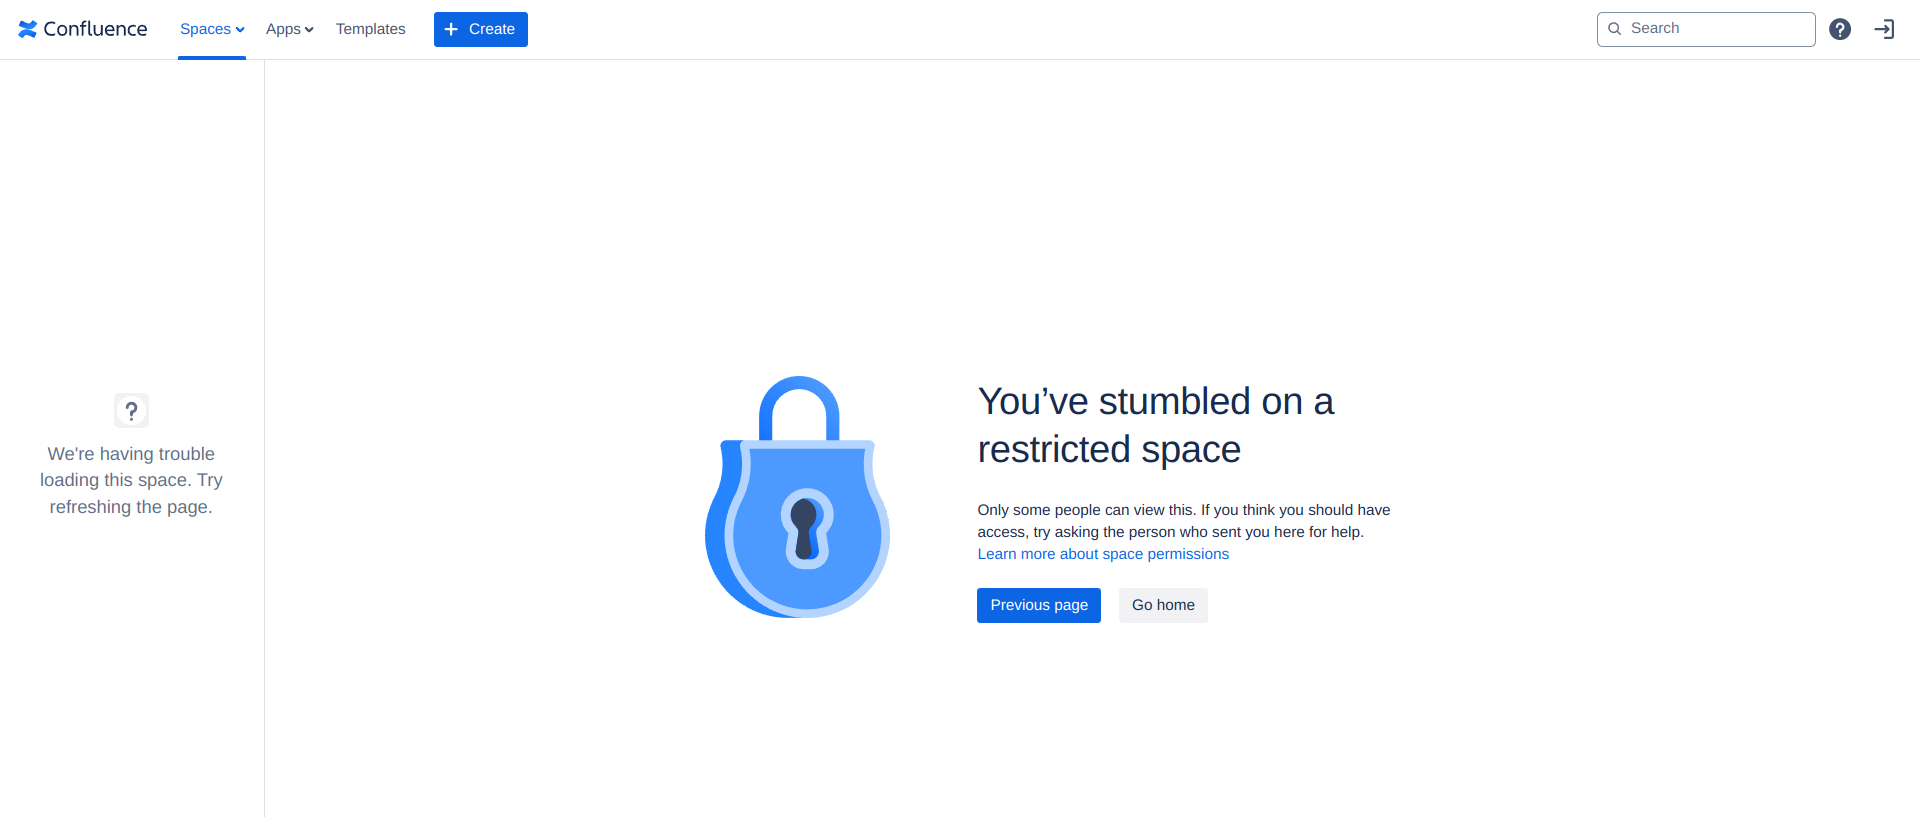 Confluence
Spaces
Apps
Templates
Create
Search
We're having trouble
loading this space. Try
refreshing the page.
You’ve stumbled on a
restricted space
Only some people can view this. If you think you should have
access, try asking the person who sent you here for help.
Learn more about space permissions
Previous page
Go home